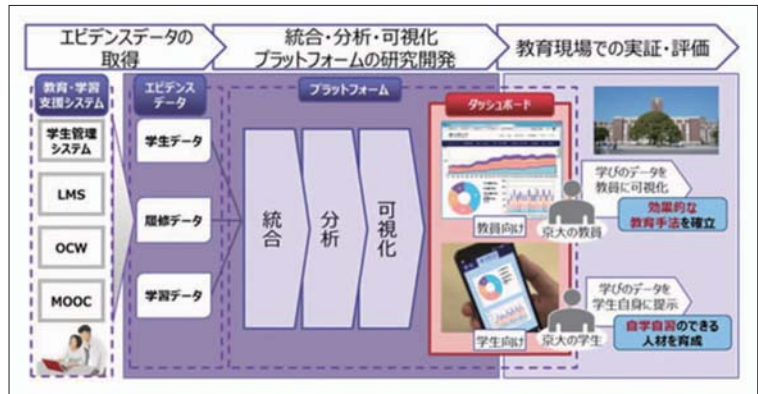 エビデンスデータの
取得
統合・分析・可視化
プラットフォームの研究開発
教育現場での実証・評価
教育・学習
支援システム
学生管理
システム
LMS
OCW
MOOC
エビデンス
データ
学生データ
履修データ
学習データ
プラットフォーム
統合
分析
可視化
ダッシュボード
教員向け
京大の教員
学生向け
京大の学生
学びのデータを
教員に可視化
効果的な
教育手法を確立
学びのデータを
学生自身に提示
自学自習のできる
人材を育成